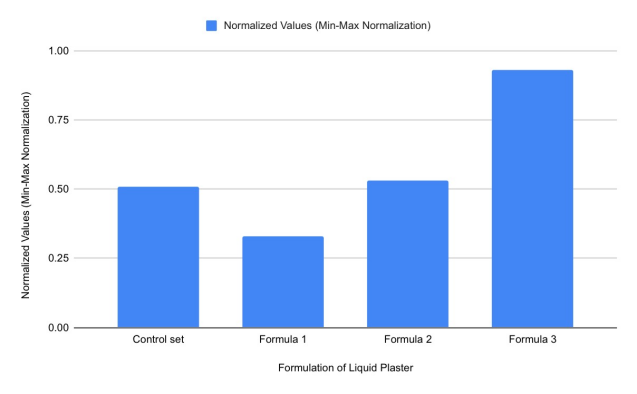 Normalized Values (Min-Max Normalization)
Normalized Values (Min-Max Normalization)
1.00
0.75
0.50
0.25
0.00
Control set
Formula 1
Formula 2
Formula 3
Formulation of Liquid Plaster